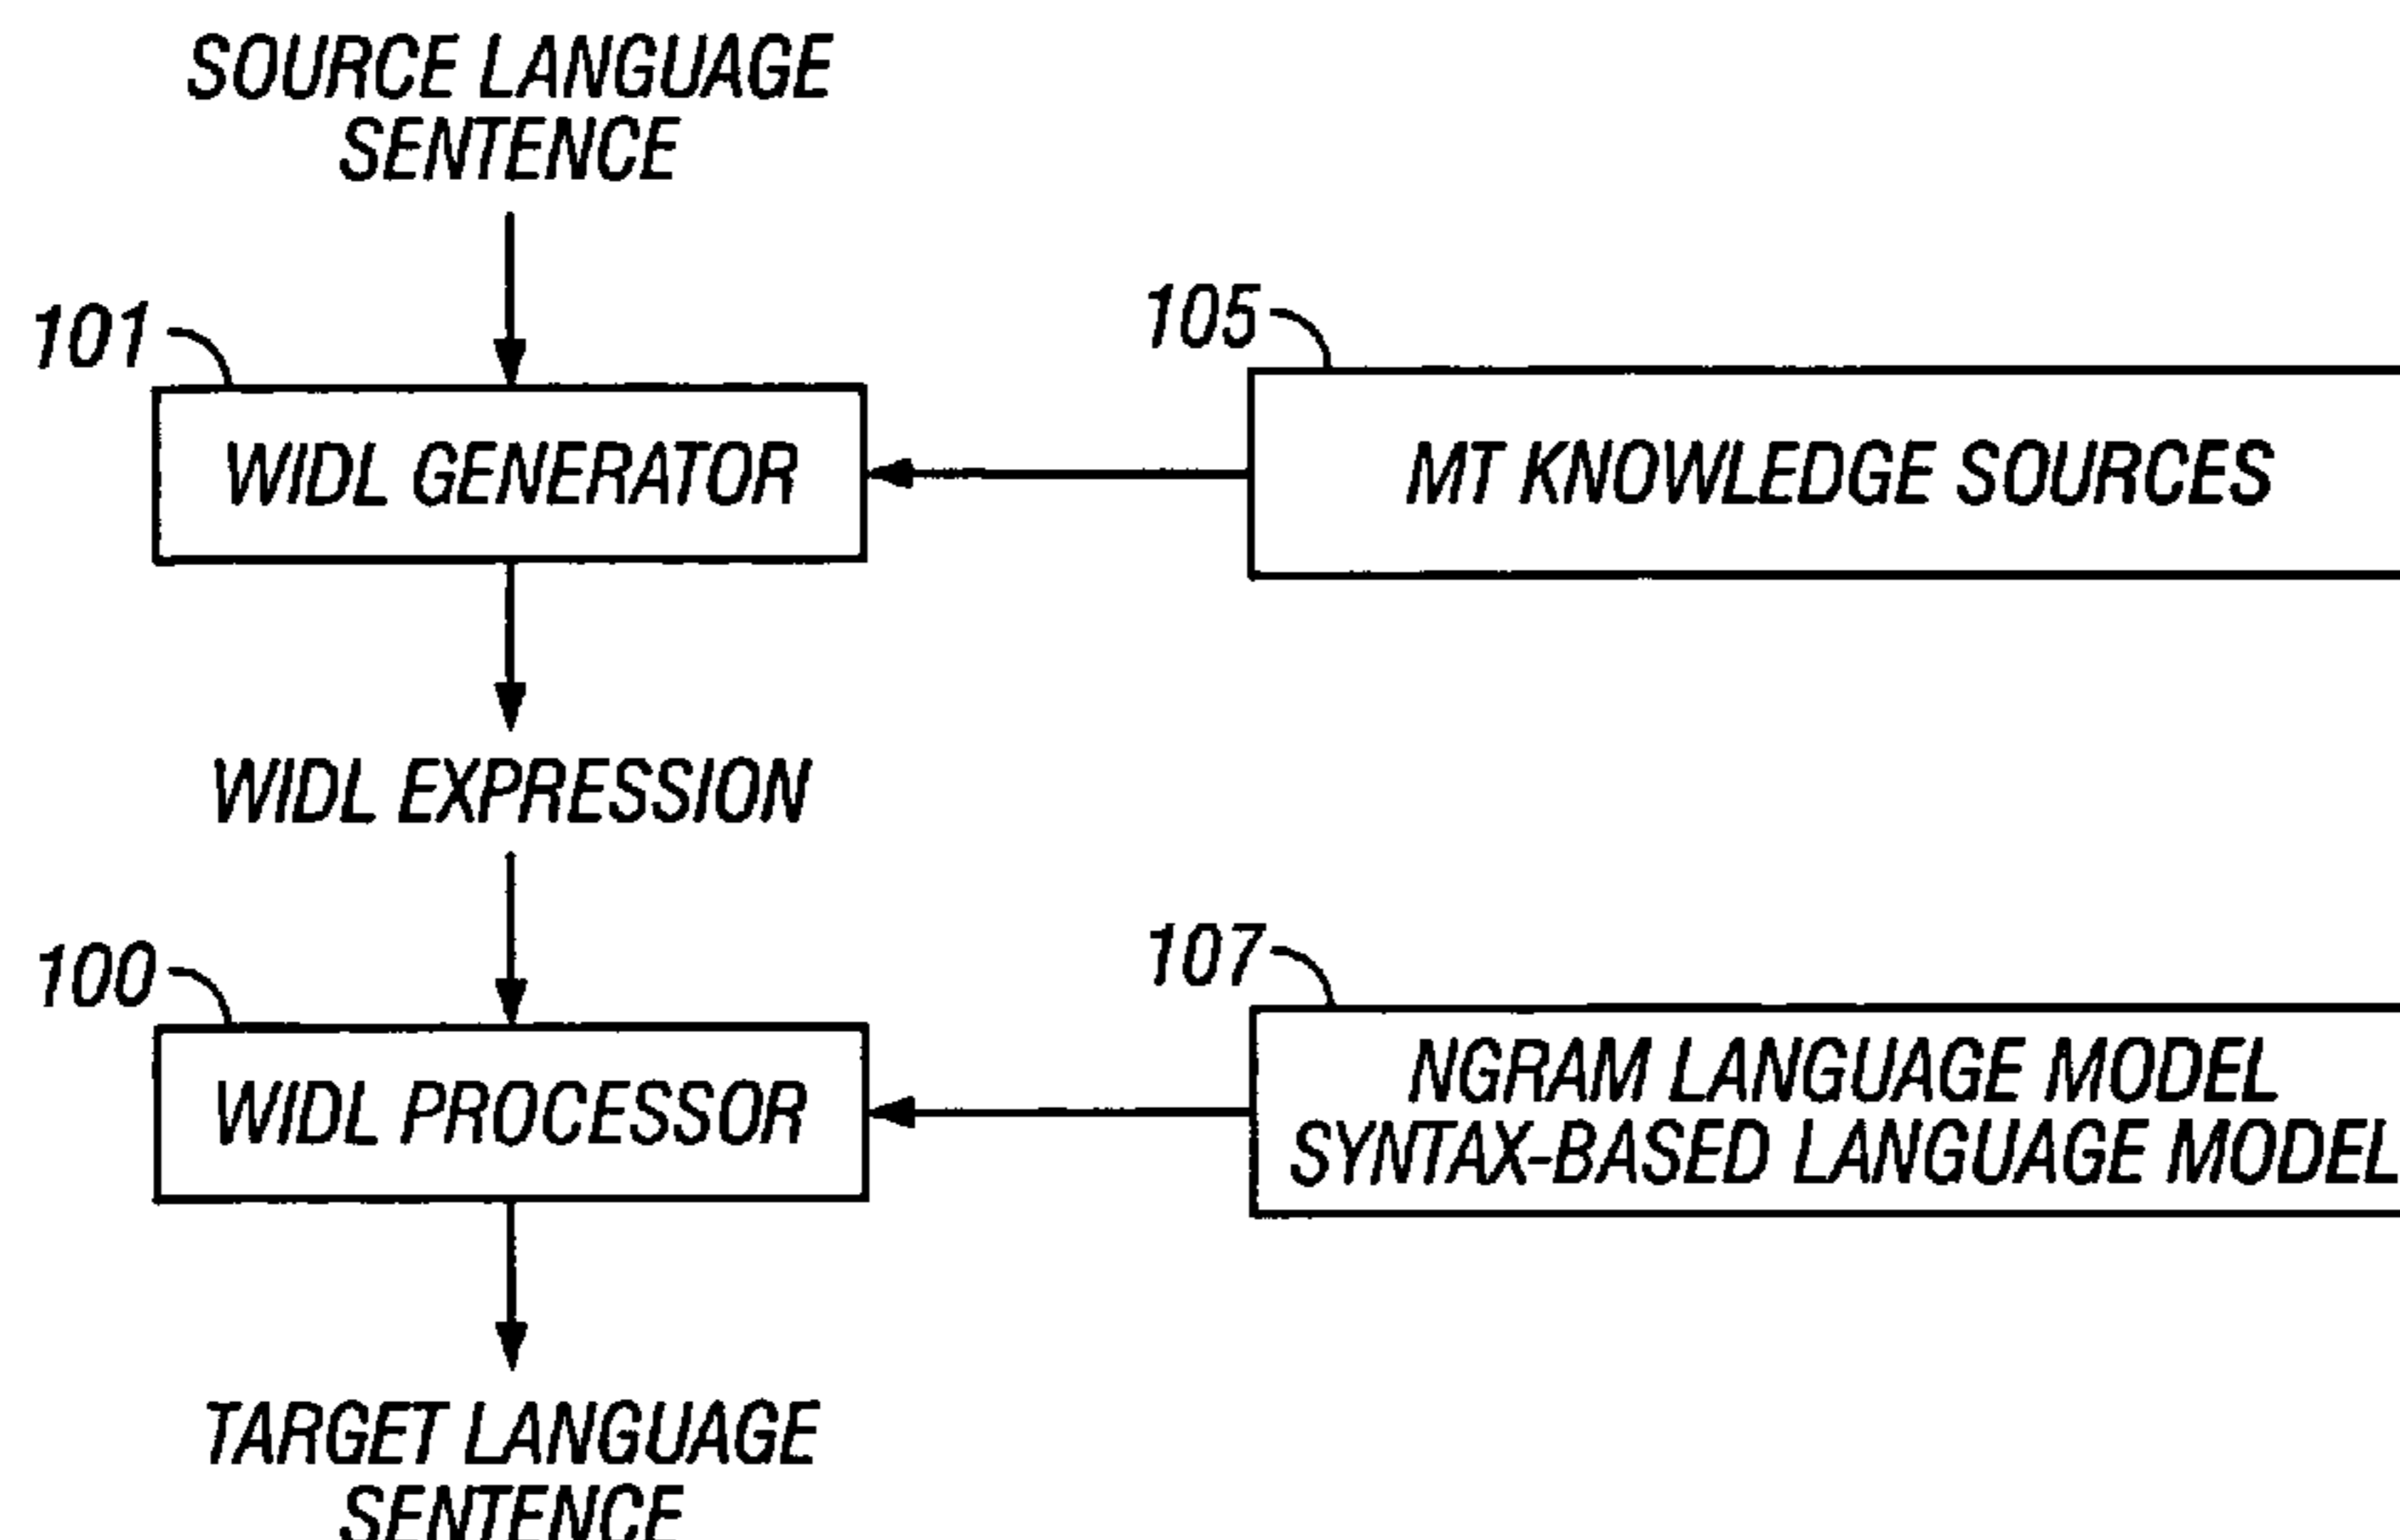 SOURCE LANGUAGE
SENTENCE
101
105
WIDL GENERATOR
MT KNOWLEDGE SOURCES
WIDL EXPRESSION
100
107
WIDL PROCESSOR
NGRAM LANGUAGE MODEL
SYNTAX-BASED LANGUAGE MODEL
TARGET LANGUAGE
SENTENCE